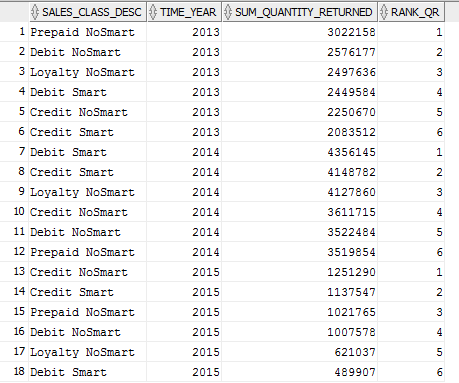 SALES_CLASS_DESC TIME_YEAR SUM_QUANTITY_RETURNED RANK_QR
1 Prepaid NoSmart 2013 3022158 1
2 Debit NoSmart 2013 2576177 2
3 Loyalty NoSmart 2013 2497636 3
4 Debit Smart 2013 2449584 4
5 Credit NoSmart 2013 2250670 5
6 Credit Smart 2013 2083512 6
7 Debit Smart 2014 4356145 1
8 Credit Smart 2014 4148782 2
9 Loyalty NoSmart 2014 4127860 3
10 Credit NoSmart 2014 3611715 4
11 Debit NoSmart 2014 3522484 5
12 Prepaid NoSmart 2014 3519854 6
13 Credit NoSmart 2015 1251290 1
14 Credit Smart 2015 1137547 2
15 Prepaid NoSmart 2015 1021765 3
16 Debit NoSmart 2015 1007578 4
17 Loyalty NoSmart 2015 621037 5
18 Debit Smart 2015 489907 6